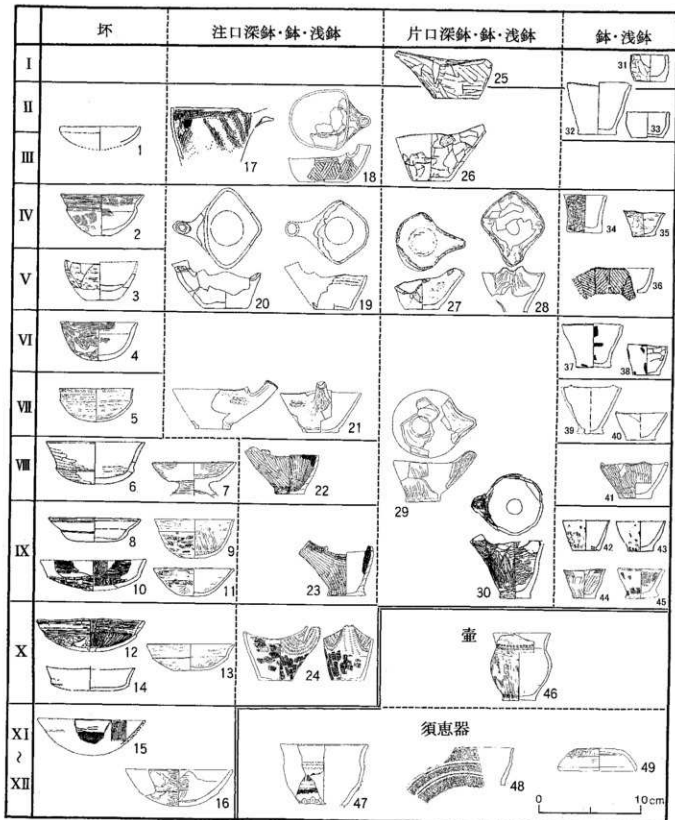 坏 注口深鉢・鉢・浅鉢 片口深鉢・鉢・浅鉢 鉢・浅鉢
I 25 31
II 1 17 32 33
III 18 26
IV 2 34 35
V 3 20 19 27 28 36
VI 4 37 38
VII 5 21 39 40
VIII 6 7 22 29 41
IX 8 9 42 43
10 11 23 30 44 45
X 12 13 壺
14 24 46
XI 15 須恵器
~ 49
XII 16 47 48 0 10cm